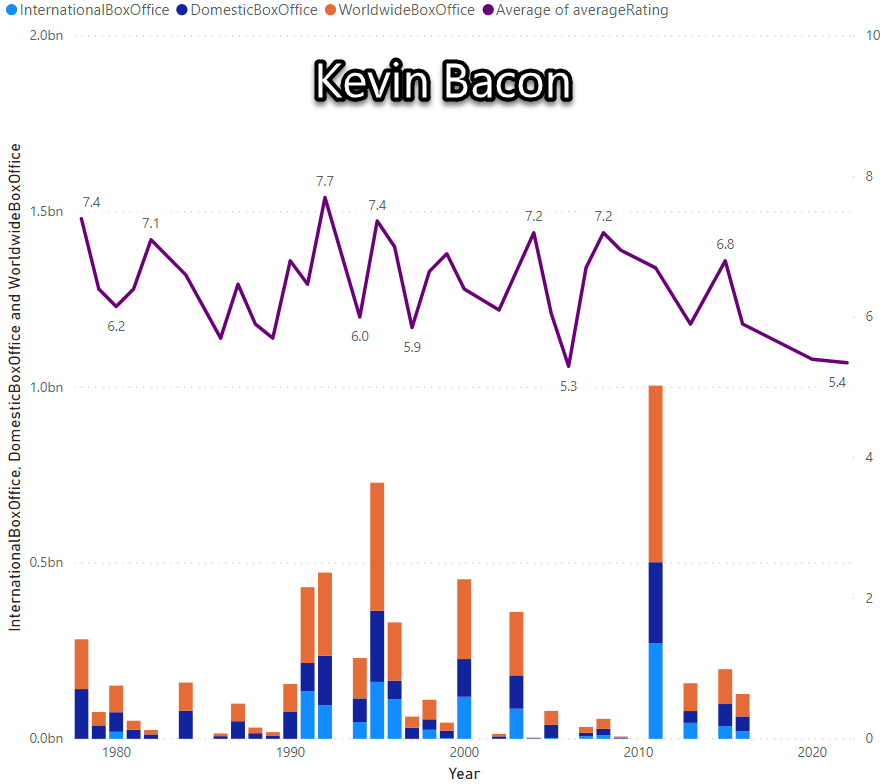 InternationalBoxOffice DomesticBoxOffice WorldwideBoxOffice Average of averageRating
2.0bn 10
Kevin Bacon
8
7.7
7.4 7.4
7.2 7.2
1.5bn
7.1
6.8
6.2 6
6.0
5.9
5.3 5.4
1.0bn
4
0.5bn
2
0.0bn 0
1980 1990 2000 2010 2020
Year
InternationalBoxOffice, DomesticBoxOffice and WorldwideBoxOffice